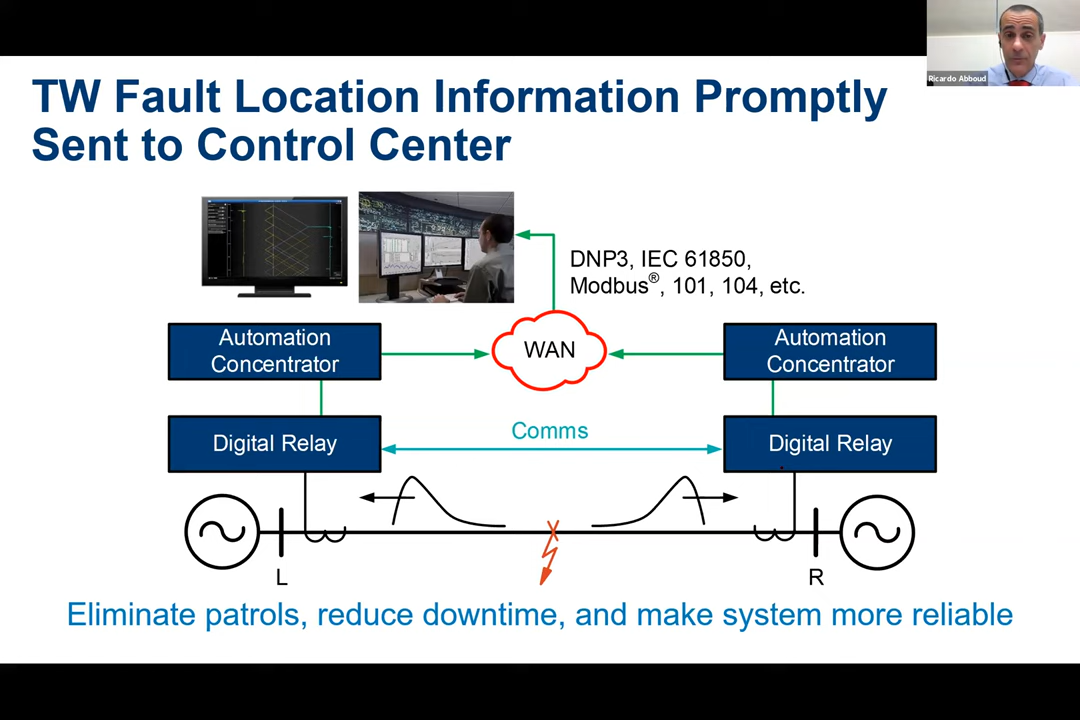 Ricardo Abboud
TW Fault Location Information Promptly
Sent to Control Center
DNP3, IEC 61850,
Modbus®, 101, 104, etc.
Automation
Concentrator
WAN
Automation
Concentrator
Digital Relay
Comms
Digital Relay
L
R
Eliminate patrols, reduce downtime, and make system more reliable